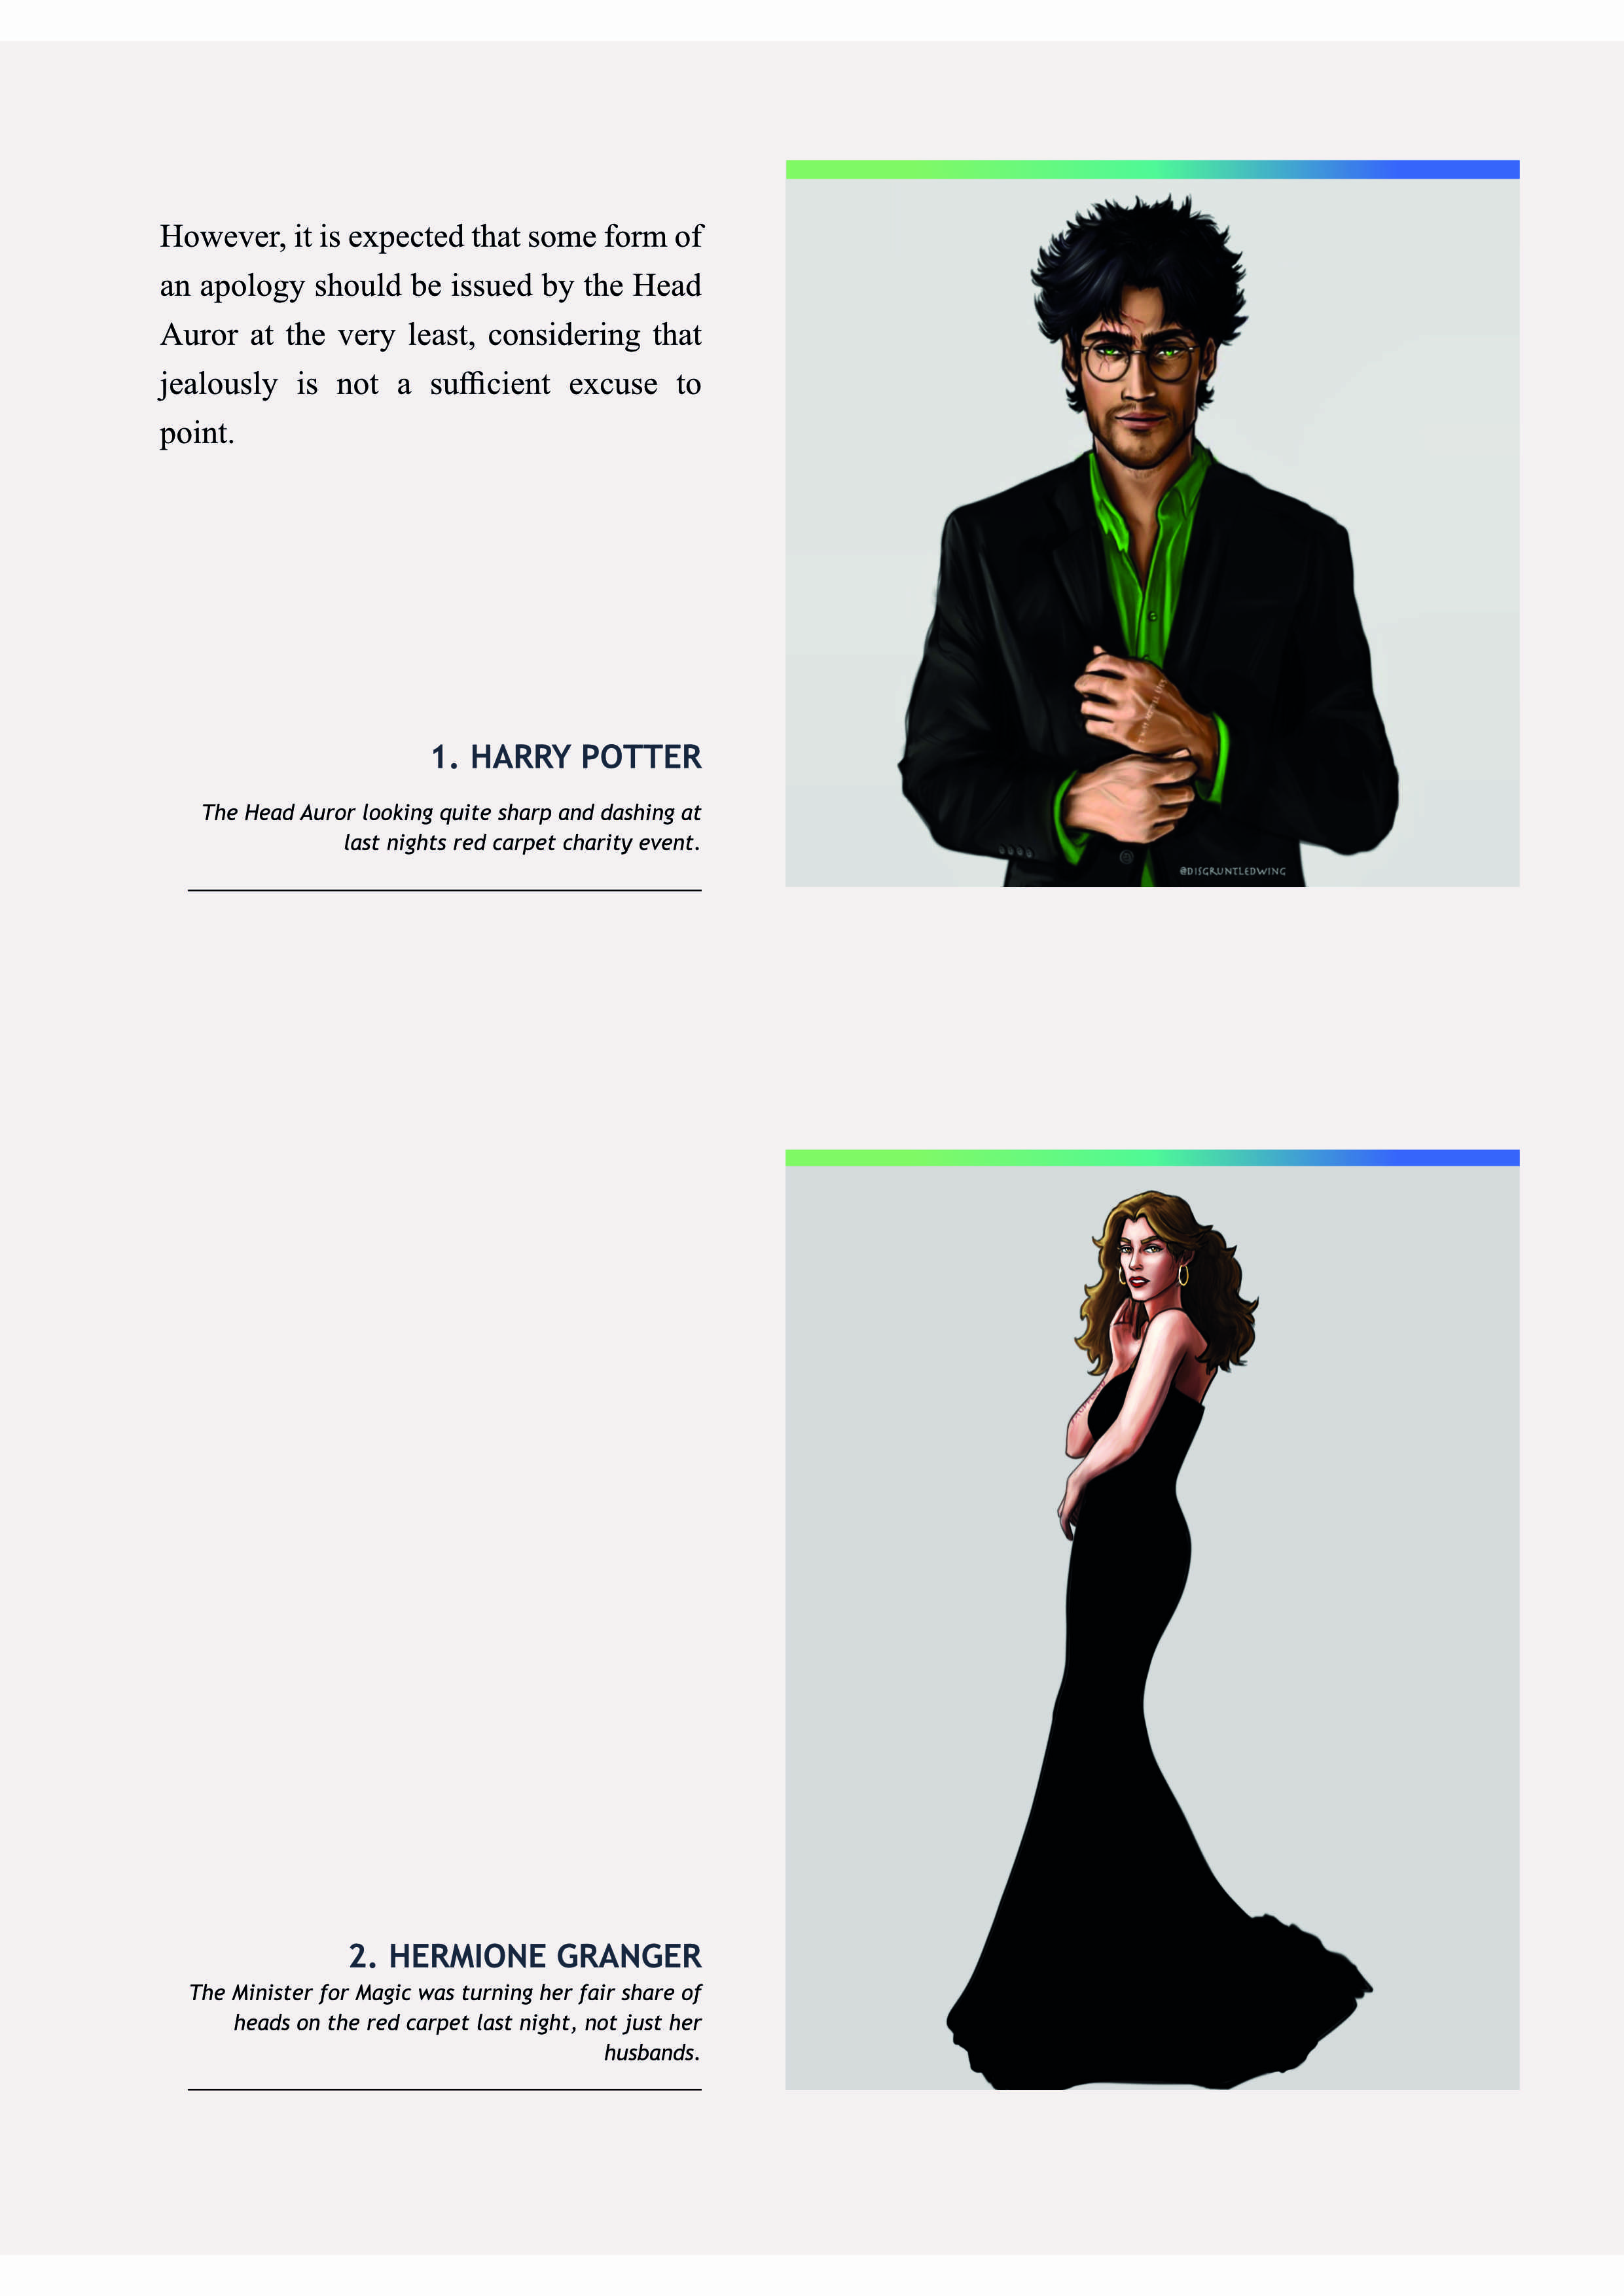 However, it is expected that some form of
an apology should be issued by the Head
Auror at the very least, considering that
jealously is not a sufficient excuse to
point.
1. HARRY POTTER
The Head Auror looking quite sharp and dashing at
last nights red carpet charity event.
@DISGRUNTLEDWING
2. HERMIONE GRANGER
The Minister for Magic was turning her fair share of
heads on the red carpet last night, not just her
husbands.